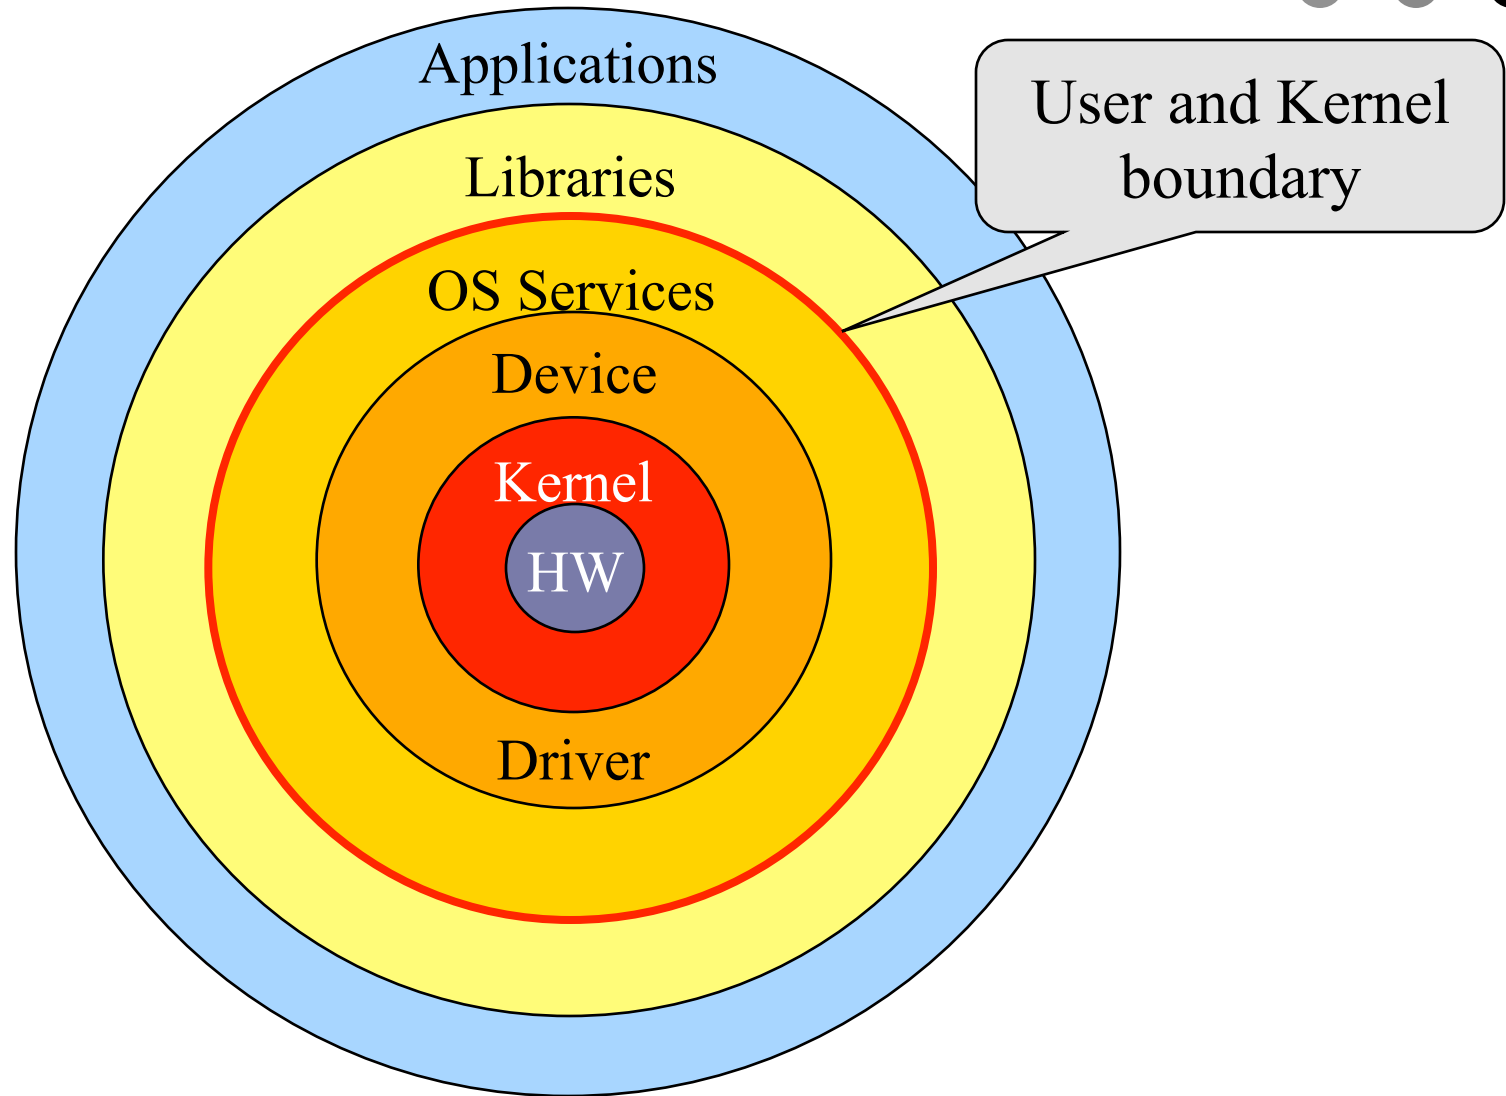 Applications
User and Kernel
boundary
Libraries
OS Services
Device
Kernel
HW
Driver